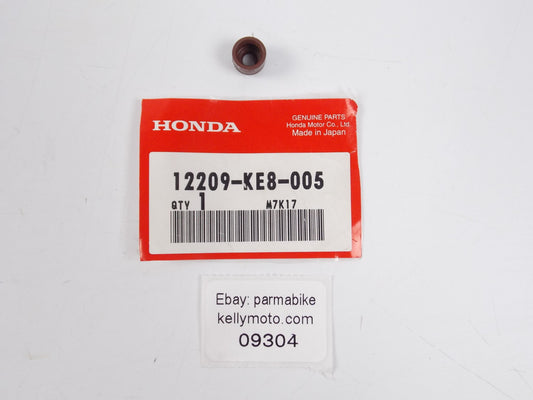 HONDA
GENUINE PARTS
Honda Motor Co., Ltd.
Made in Japan
12209-KE8-005
QTY 1 M7K17
Ebay: parmabike
kellymoto.com
09304